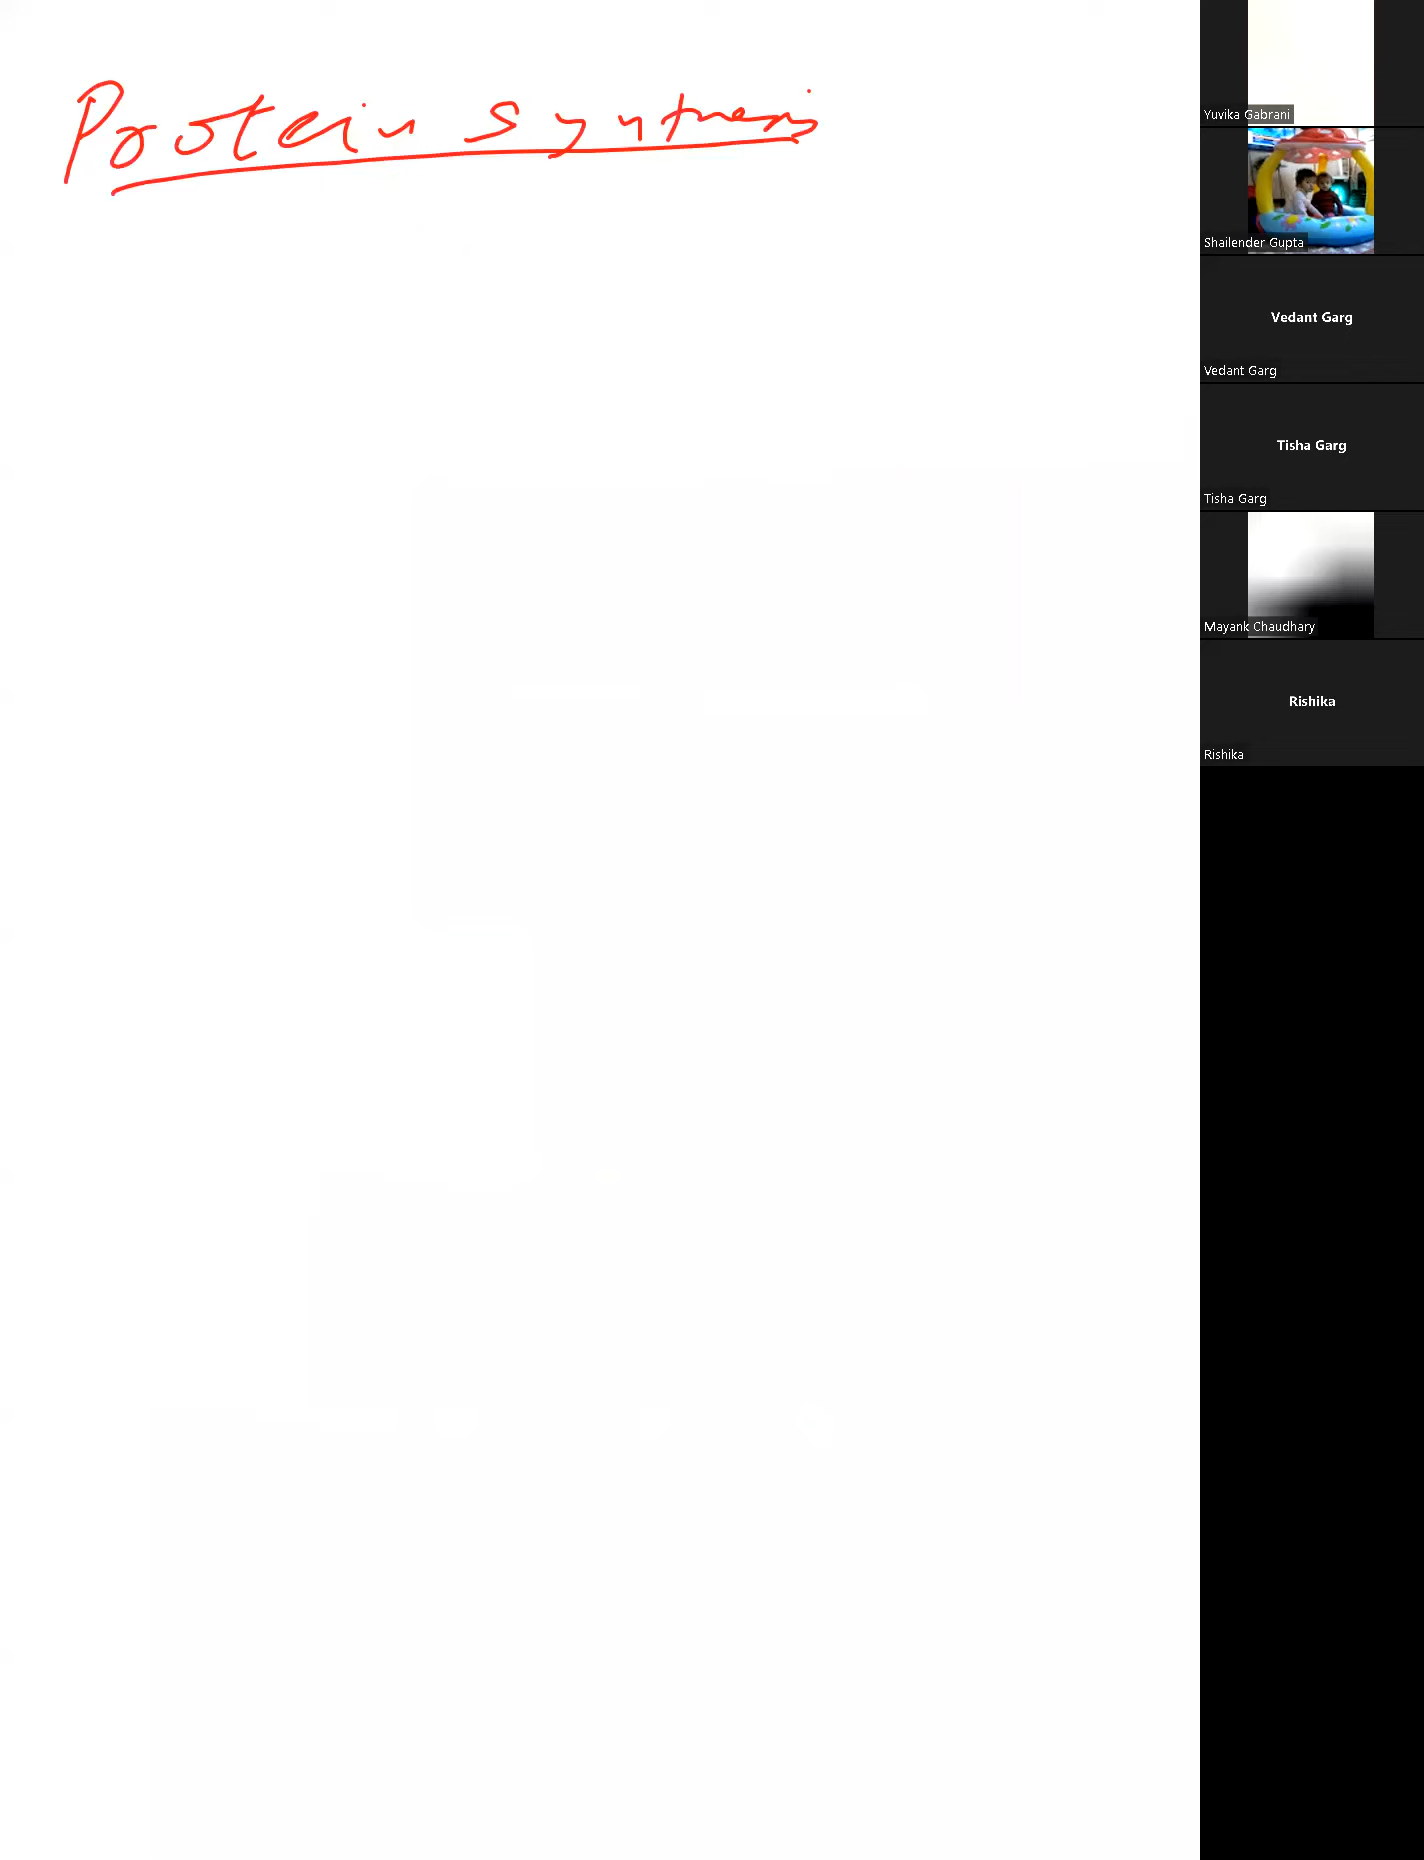 Protein synthesis
Yuvika Gabrani
Shailender Gupta
Vedant Garg
Vedant Garg
Tisha Garg
Tisha Garg
Mayank Chaudhary
Rishika
Rishika